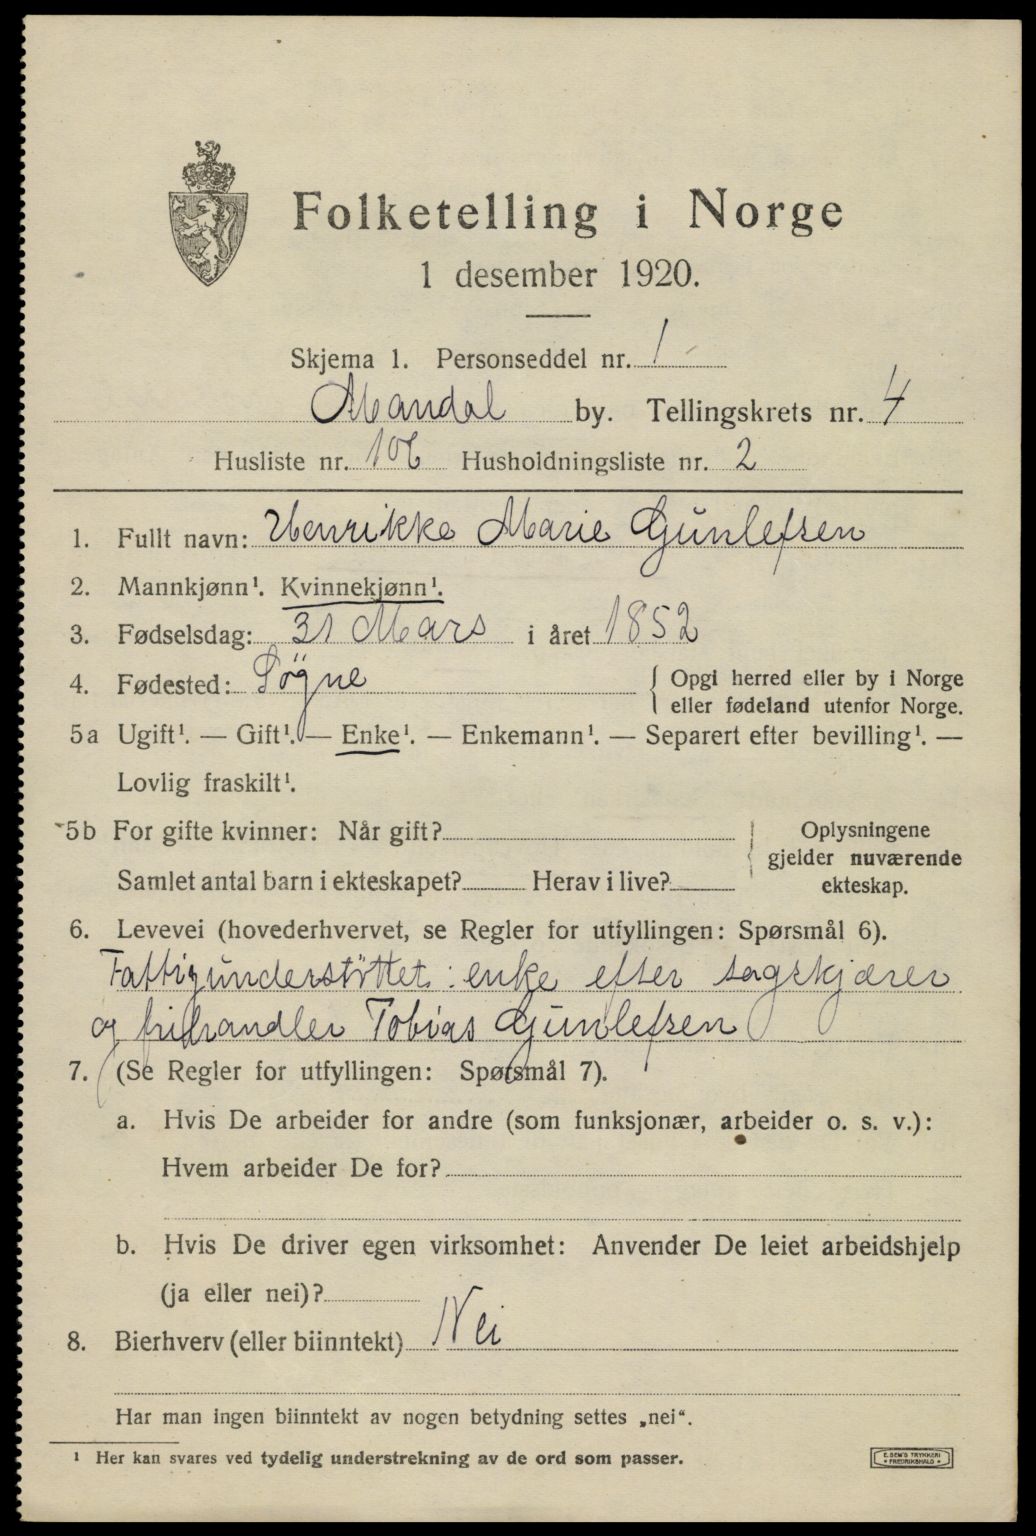 Folketelling i Norge
1 desember 1920.
Skjema 1. Personseddel nr. 1
Mandal by. Tellingskrets nr. 4
Husliste nr. 106 Husholdningsliste nr. 2
1. Fullt navn: Henrikke Marie Gunlefsen
2. Mannkjønn¹. Kvinnekjønn¹.
3. Fødselsdag: 31 Mars i året 1852
4. Fødested: Søgne { Opgi herred eller by i Norge
eller fødeland utenfor Norge.
5a Ugift¹. — Gift¹. — Enke¹. — Enkemann¹. — Separert efter bevilling¹. —
Lovlig fraskilt¹.
5b For gifte kvinner: Når gift? Oplysningene
gjelder nuværende
Samlet antal barn i ekteskapet? Herav i live? ekteskap.
6. Levevei (hovederhvervet, se Regler for utfyllingen: Spørsmål 6).
Fattigunderstöttet: enke efter sagskjærer
og frihandler Tobias Gunlefsen
7. (Se Regler for utfyllingen: Spørsmål 7).
a. Hvis De arbeider for andre (som funksjonær, arbeider o. s. v.):
Hvem arbeider De for?
b. Hvis De driver egen virksomhet: Anvender De leiet arbeidshjelp
(ja eller nei)?
8. Bierhverv (eller biinntekt) Nei
Har man ingen biinntekt av nogen betydning settes „nei“.
¹ Her kan svares ved tydelig understrekning av de ord som passer.
E. SEM'S TRYKKERI
• FREDRIKSHALD •